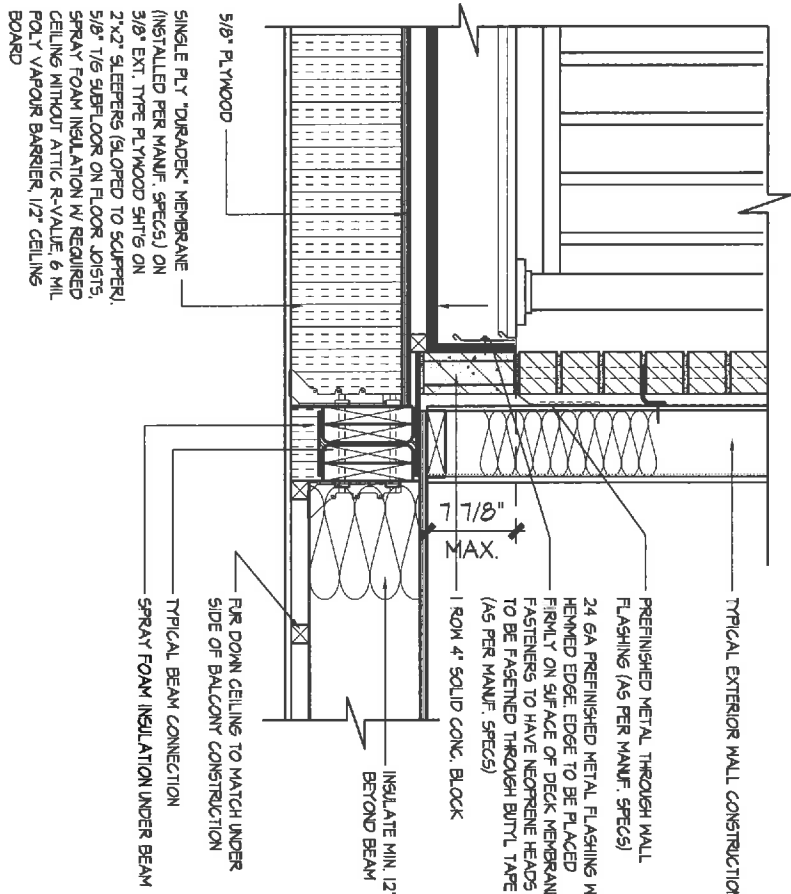 TYPICAL EXTERIOR WALL CONSTRUCTION
PREFINISHED METAL THROUGH WALL
FLASHING (AS PER MANUF. SPECS)
24 GA PREFINISHED METAL FLASHING W
HEMMED EDGE. EDGE TO BE PLACED
FIRMLY ON SUFACE OF DECK MEMBRAN
FASTENERS TO HAVE NEOPRENE HEADS
TO BE FASETNED THROUGH BUTYL TAPE
(AS PER MANUF. SPECS)
1 ROW 4" SOLID CONC. BLOCK
7 7/8"
MAX.
INSULATE MIN. 12"
BEYOND BEAM
FUR DOWN CEILING TO MATCH UNDER
SIDE OF BALCONY CONSTRUCTION
TYPICAL BEAM CONNECTION
SPRAY FOAM INSULATION UNDER BEAM
5/8" PLYWOOD
SINGLE PLY "DURADEK" MEMBRANE
(INSTALLED PER MANUF. SPECS.) ON
3/8" EXT. TYPE PLYWOOD SHT'G ON
2"x2" SLEEPERS (SLOPED TO SCUPPER).
5/8" T/G SUBFLOOR ON FLOOR JOISTS,
SPRAY FOAM INSULATION W/ REQUIRED
CEILING WITHOUT ATTIC R-VALUE, 6 MIL
POLY VAPOUR BARRIER, 1/2" CEILING
BOARD